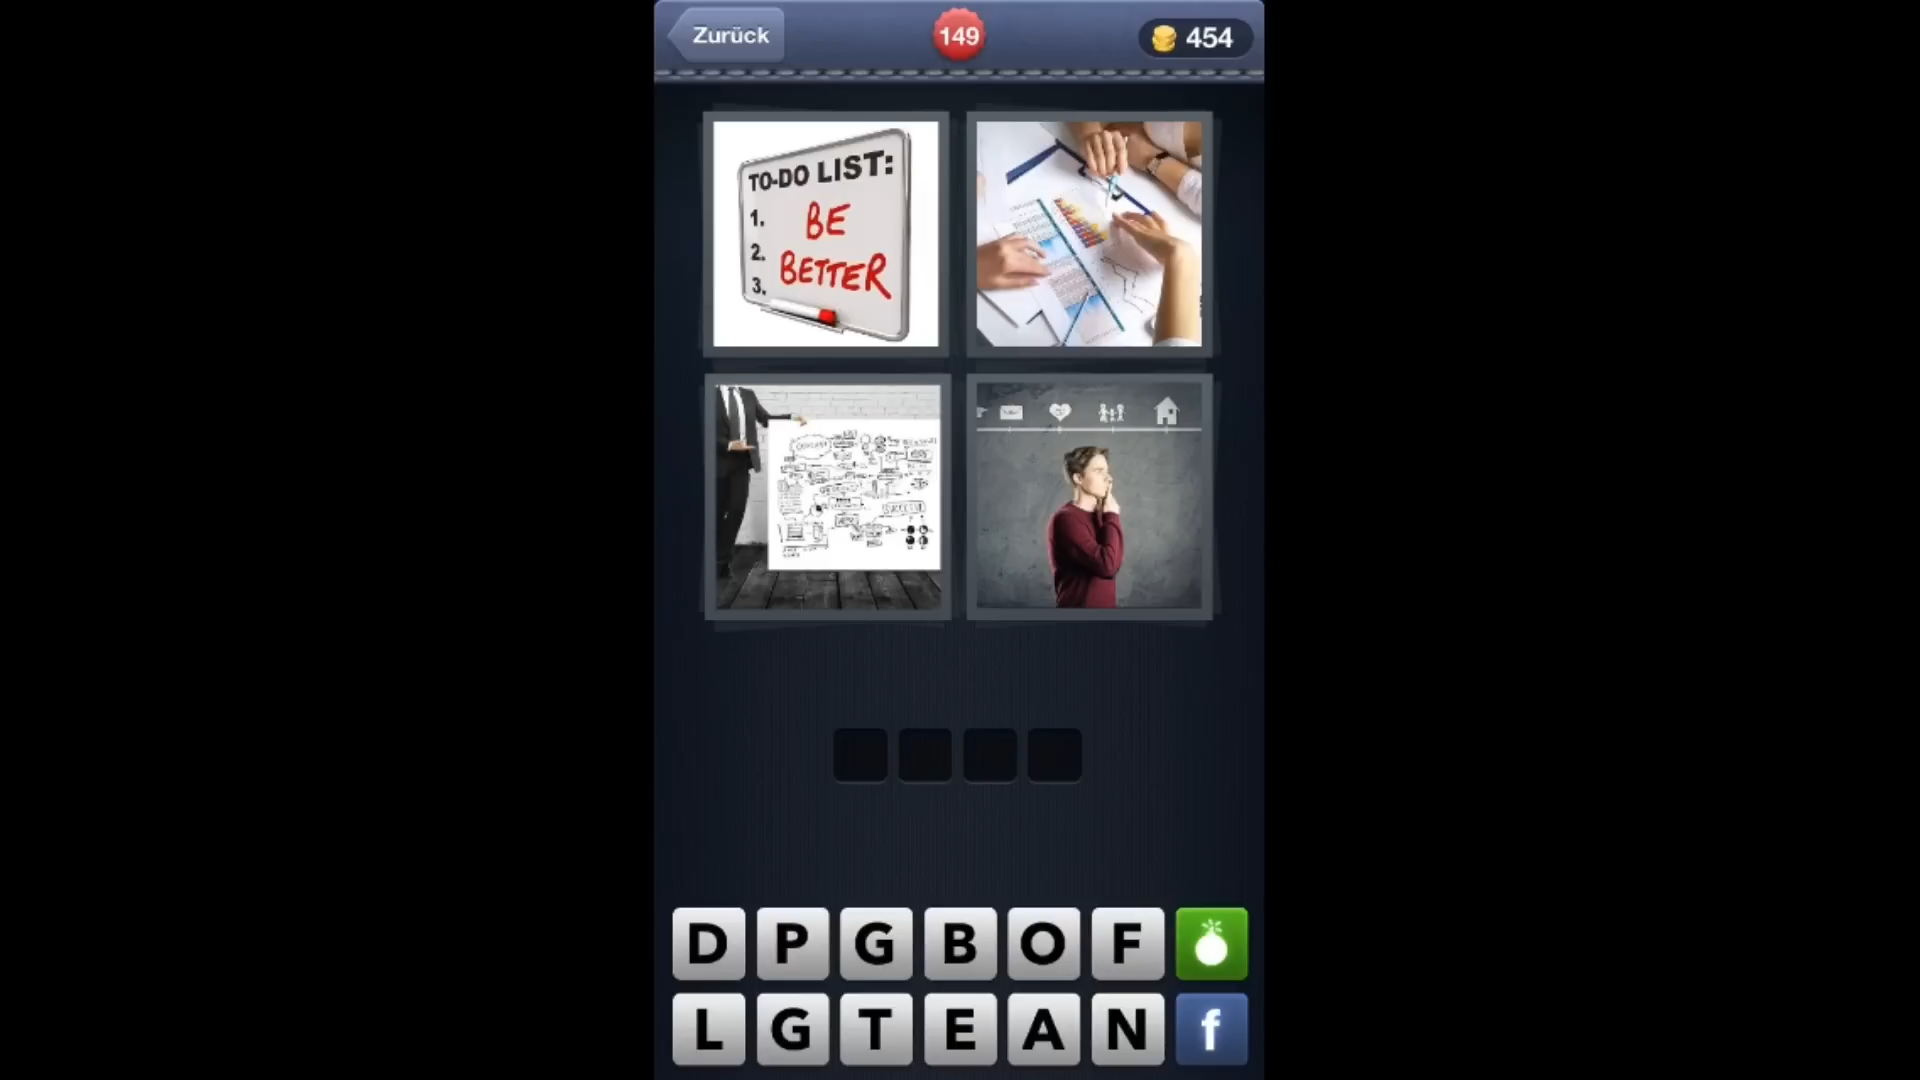 Zurück
149
454
TO-DO LIST:
1. BE
2. BETTER
3.
D P G B O F
L G T E A N f